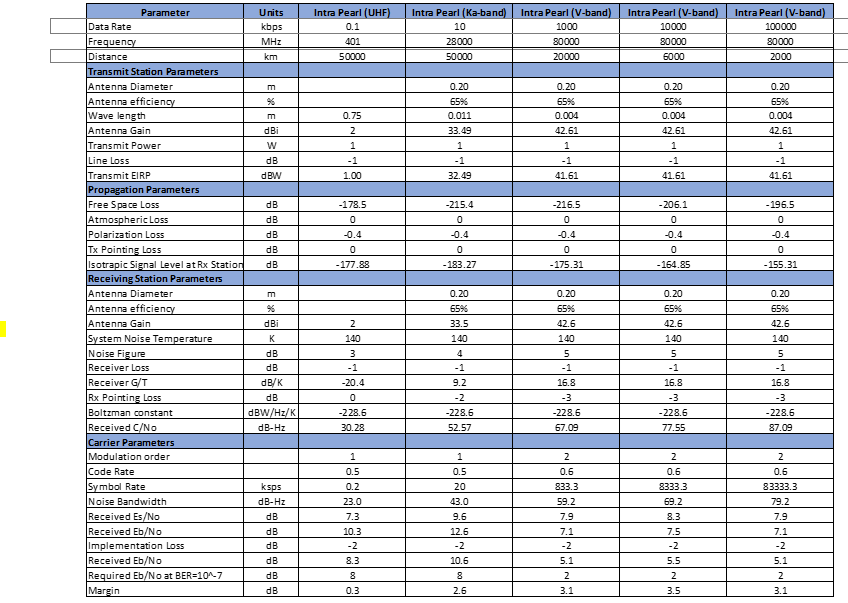 Parameter Units Intra Pearl (UHF) Intra Pearl (Ka-band) Intra Pearl (V-band) Intra Pearl (V-band) Intra Pearl (V-band)
Data Rate kbps 0.1 10 1000 10000 100000
Frequency MHz 401 28000 80000 80000 80000
Distance km 50000 50000 20000 6000 2000
Transmit Station Parameters
Antenna Diameter m 0.20 0.20 0.20 0.20
Antenna efficiency % 65% 65% 65% 65%
Wave length m 0.75 0.011 0.004 0.004 0.004
Antenna Gain dBi 2 33.49 42.61 42.61 42.61
Transmit Power W 1 1 1 1 1
Line Loss dB -1 -1 -1 -1 -1
Transmit EIRP dBW 1.00 32.49 41.61 41.61 41.61
Propagation Parameters
Free Space Loss dB -178.5 -215.4 -216.5 -206.1 -196.5
Atmospheric Loss dB 0 0 0 0 0
Polarization Loss dB -0.4 -0.4 -0.4 -0.4 -0.4
Tx Pointing Loss dB 0 0 0 0 0
Isotrapic Signal Level at Rx Station dB -177.88 -183.27 -175.31 -164.85 -155.31
Receiving Station Parameters
Antenna Diameter m 0.20 0.20 0.20 0.20
Antenna efficiency % 65% 65% 65% 65%
Antenna Gain dBi 2 33.5 42.6 42.6 42.6
System Noise Temperature K 140 140 140 140 140
Noise Figure dB 3 4 5 5 5
Receiver Loss dB -1 -1 -1 -1 -1
Receiver G/T dB/K -20.4 9.2 16.8 16.8 16.8
Rx Pointing Loss dB 0 -2 -3 -3 -3
Boltzman constant dBW/Hz/K -228.6 -228.6 -228.6 -228.6 -228.6
Received C/No dB-Hz 30.28 52.57 67.09 77.55 87.09
Carrier Parameters
Modulation order 1 1 2 2 2
Code Rate 0.5 0.5 0.6 0.6 0.6
Symbol Rate ksps 0.2 20 833.3 8333.3 83333.3
Noise Bandwidth dB-Hz 23.0 43.0 59.2 69.2 79.2
Received Es/No dB 7.3 9.6 7.9 8.3 7.9
Received Eb/No dB 10.3 12.6 7.1 7.5 7.1
Implementation Loss dB -2 -2 -2 -2 -2
Received Eb/No dB 8.3 10.6 5.1 5.5 5.1
Required Eb/No at BER=10^-7 dB 8 8 2 2 2
Margin dB 0.3 2.6 3.1 3.5 3.1